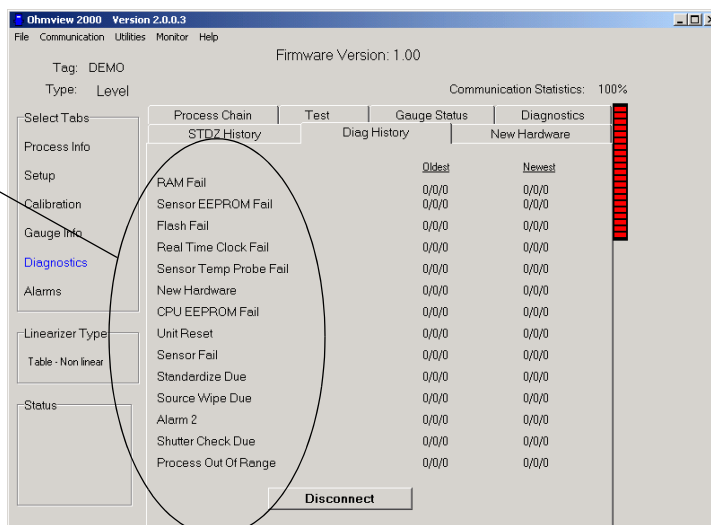 Ohmview 2000 Version 2.0.0.3
File Communication Utilities Monitor Help
Firmware Version: 1.00
Tag: DEMO
Type: Level
Communication Statistics: 100%
Select Tabs
Process Info
Setup
Calibration
Gauge Info
Diagnostics
Alarms
Linearizer Type
Table - Non linear
Status
Process Chain Test Gauge Status Diagnostics
STDZ History Diag History New Hardware
Oldest Newest
RAM Fail 0/0/0 0/0/0
Sensor EEPROM Fail 0/0/0 0/0/0
Flash Fail 0/0/0 0/0/0
Real Time Clock Fail 0/0/0 0/0/0
Sensor Temp Probe Fail 0/0/0 0/0/0
New Hardware 0/0/0 0/0/0
CPU EEPROM Fail 0/0/0 0/0/0
Unit Reset 0/0/0 0/0/0
Sensor Fail 0/0/0 0/0/0
Standardize Due 0/0/0 0/0/0
Source Wipe Due 0/0/0 0/0/0
Alarm 2 0/0/0 0/0/0
Shutter Check Due 0/0/0 0/0/0
Process Out Of Range 0/0/0 0/0/0
Disconnect